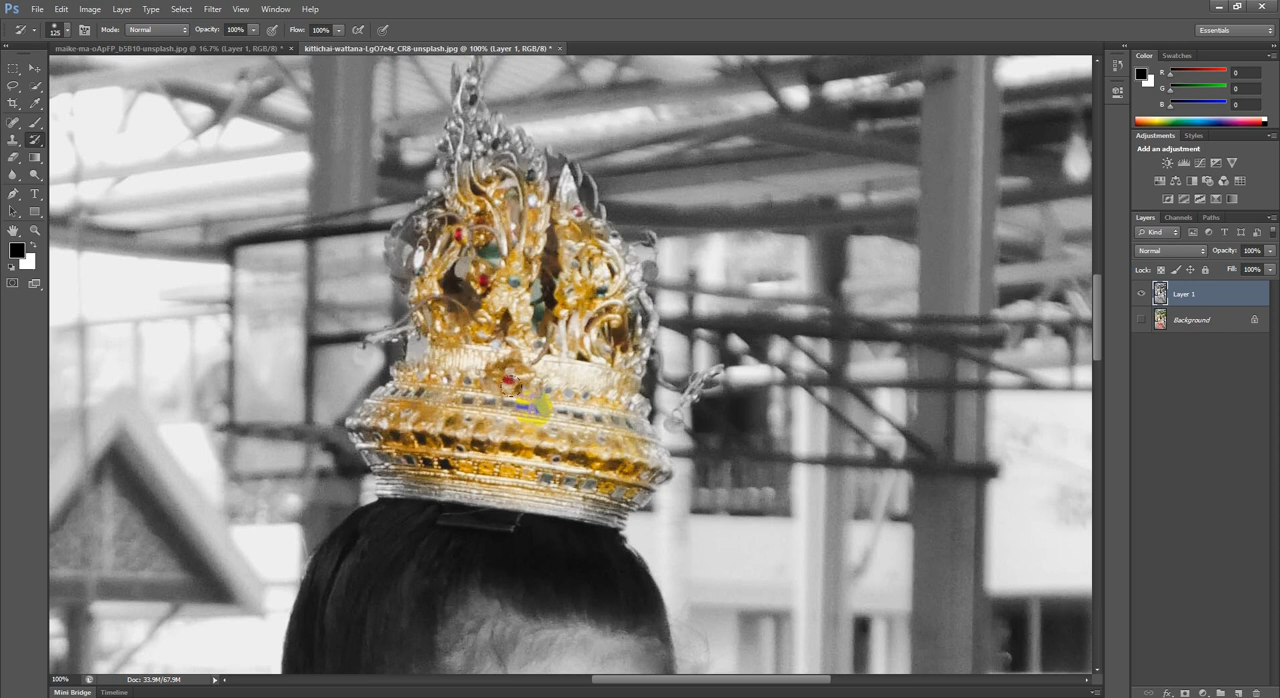 Ps File Edit Image Layer Type Select Filter View Window Help
125 Mode: Normal Opacity: 100% Flow: 100% Essentials
maike-ma-oApFP_b5B10-unsplash.jpg @ 16.7% (Layer 1, RGB/8) * × kittichai-wattana-LgO7e4r_CR8-unsplash.jpg @ 100% (Layer 1, RGB/8) * ×
Color Swatches
R 0
G 0
B 0
Adjustments Styles
Add an adjustment
Layers Channels Paths
Kind
Normal Opacity: 100%
Lock: Fill: 100%
Layer 1
Background
100% Doc: 33.9M/67.9M
Mini Bridge Timeline